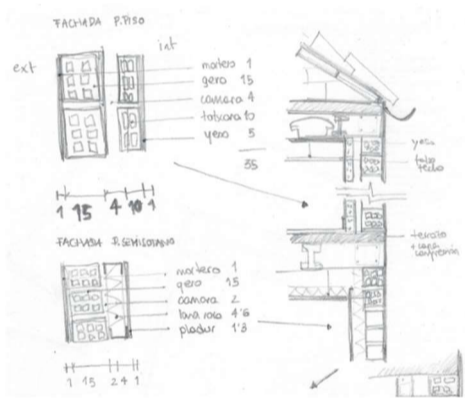 FACHADA P.PISO
ext
int
mortero 1
gero 15
camara 4
totxana 10
yeso 5
35
1 15 4 10 1
FACHADA P.SEMISOTANO
mortero 1
gero 15
camara 2
lana roca 4'6
pladur 1'3
1 15 2 4 1
yeso
falso
techo
terrazo
+ capa
compresión